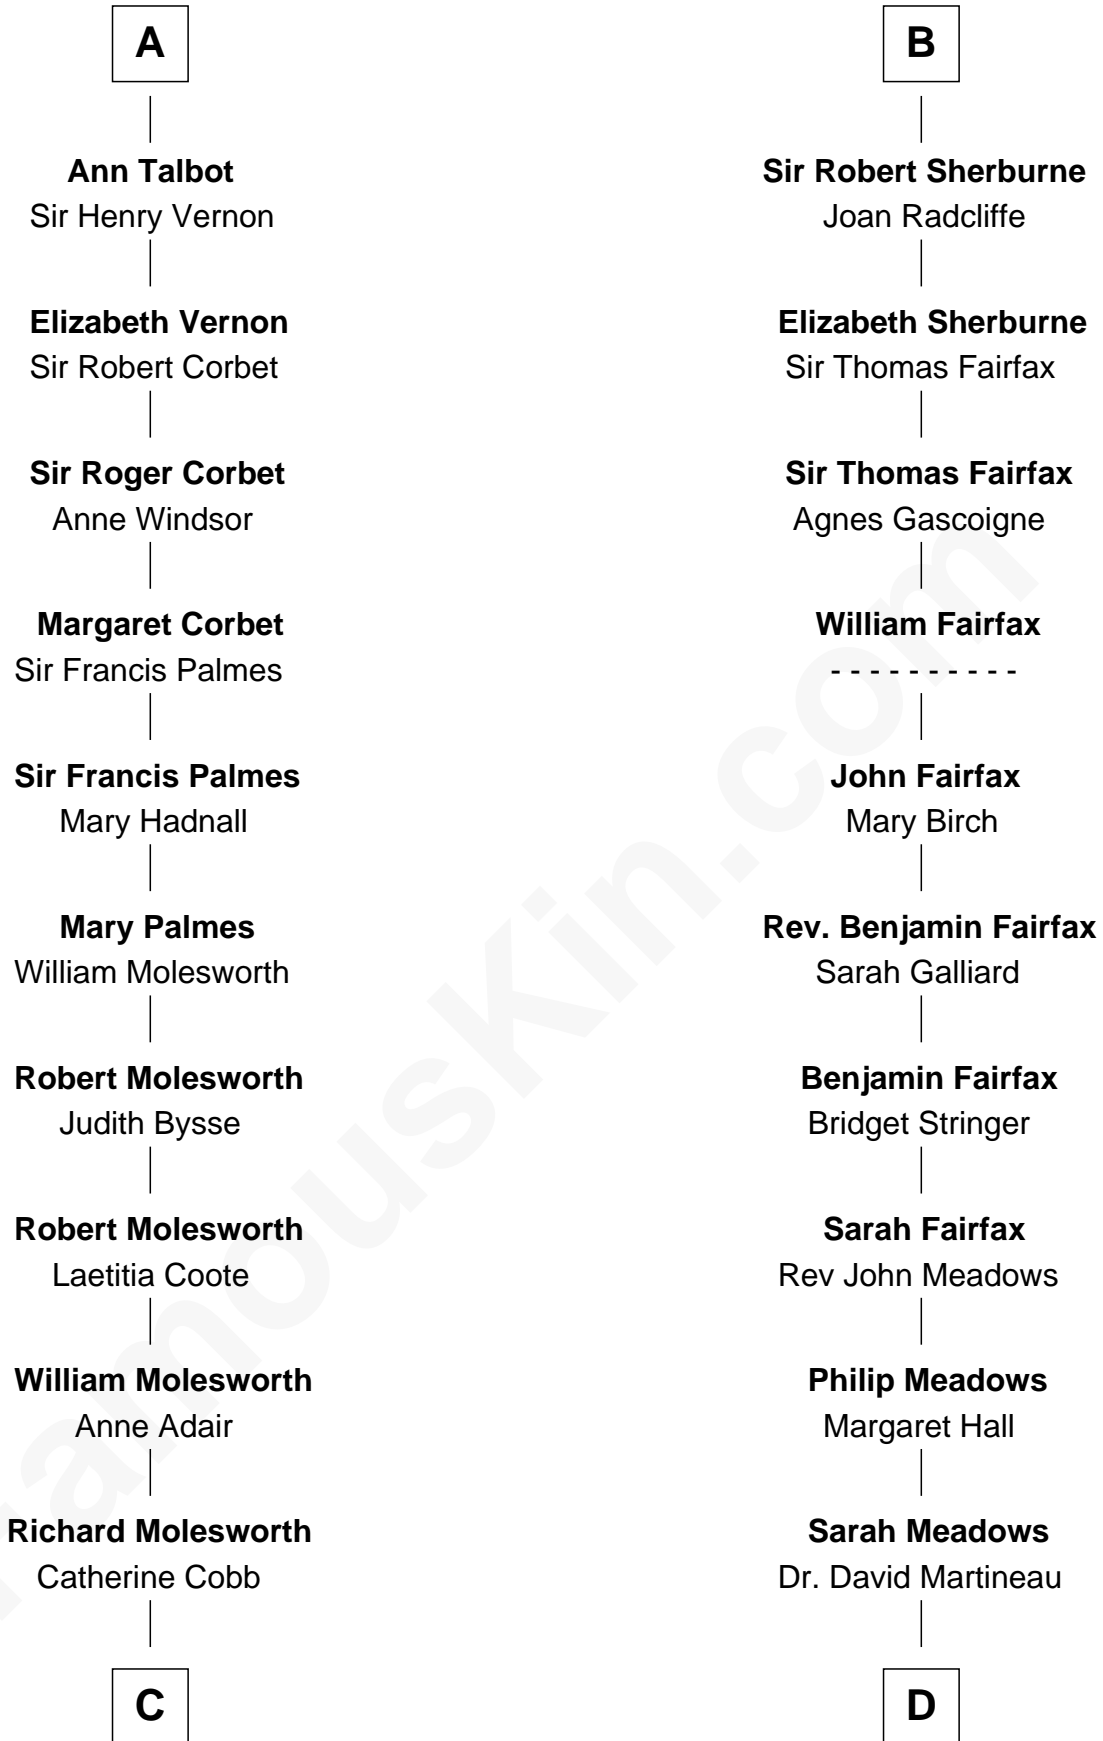 A
Ann Talbot
Sir Henry Vernon
Elizabeth Vernon
Sir Robert Corbet
Sir Roger Corbet
Anne Windsor
Margaret Corbet
Sir Francis Palmes
Sir Francis Palmes
Mary Hadnall
Mary Palmes
William Molesworth
Robert Molesworth
Judith Bysse
Robert Molesworth
Laetitia Coote
William Molesworth
Anne Adair
Richard Molesworth
Catherine Cobb
C
B
Sir Robert Sherburne
Joan Radcliffe
Elizabeth Sherburne
Sir Thomas Fairfax
Sir Thomas Fairfax
Agnes Gascoigne
William Fairfax
- - - - - - - - - -
John Fairfax
Mary Birch
Rev. Benjamin Fairfax
Sarah Galliard
Benjamin Fairfax
Bridget Stringer
Sarah Fairfax
Rev John Meadows
Philip Meadows
Margaret Hall
Sarah Meadows
Dr. David Martineau
D
FamousKin.com